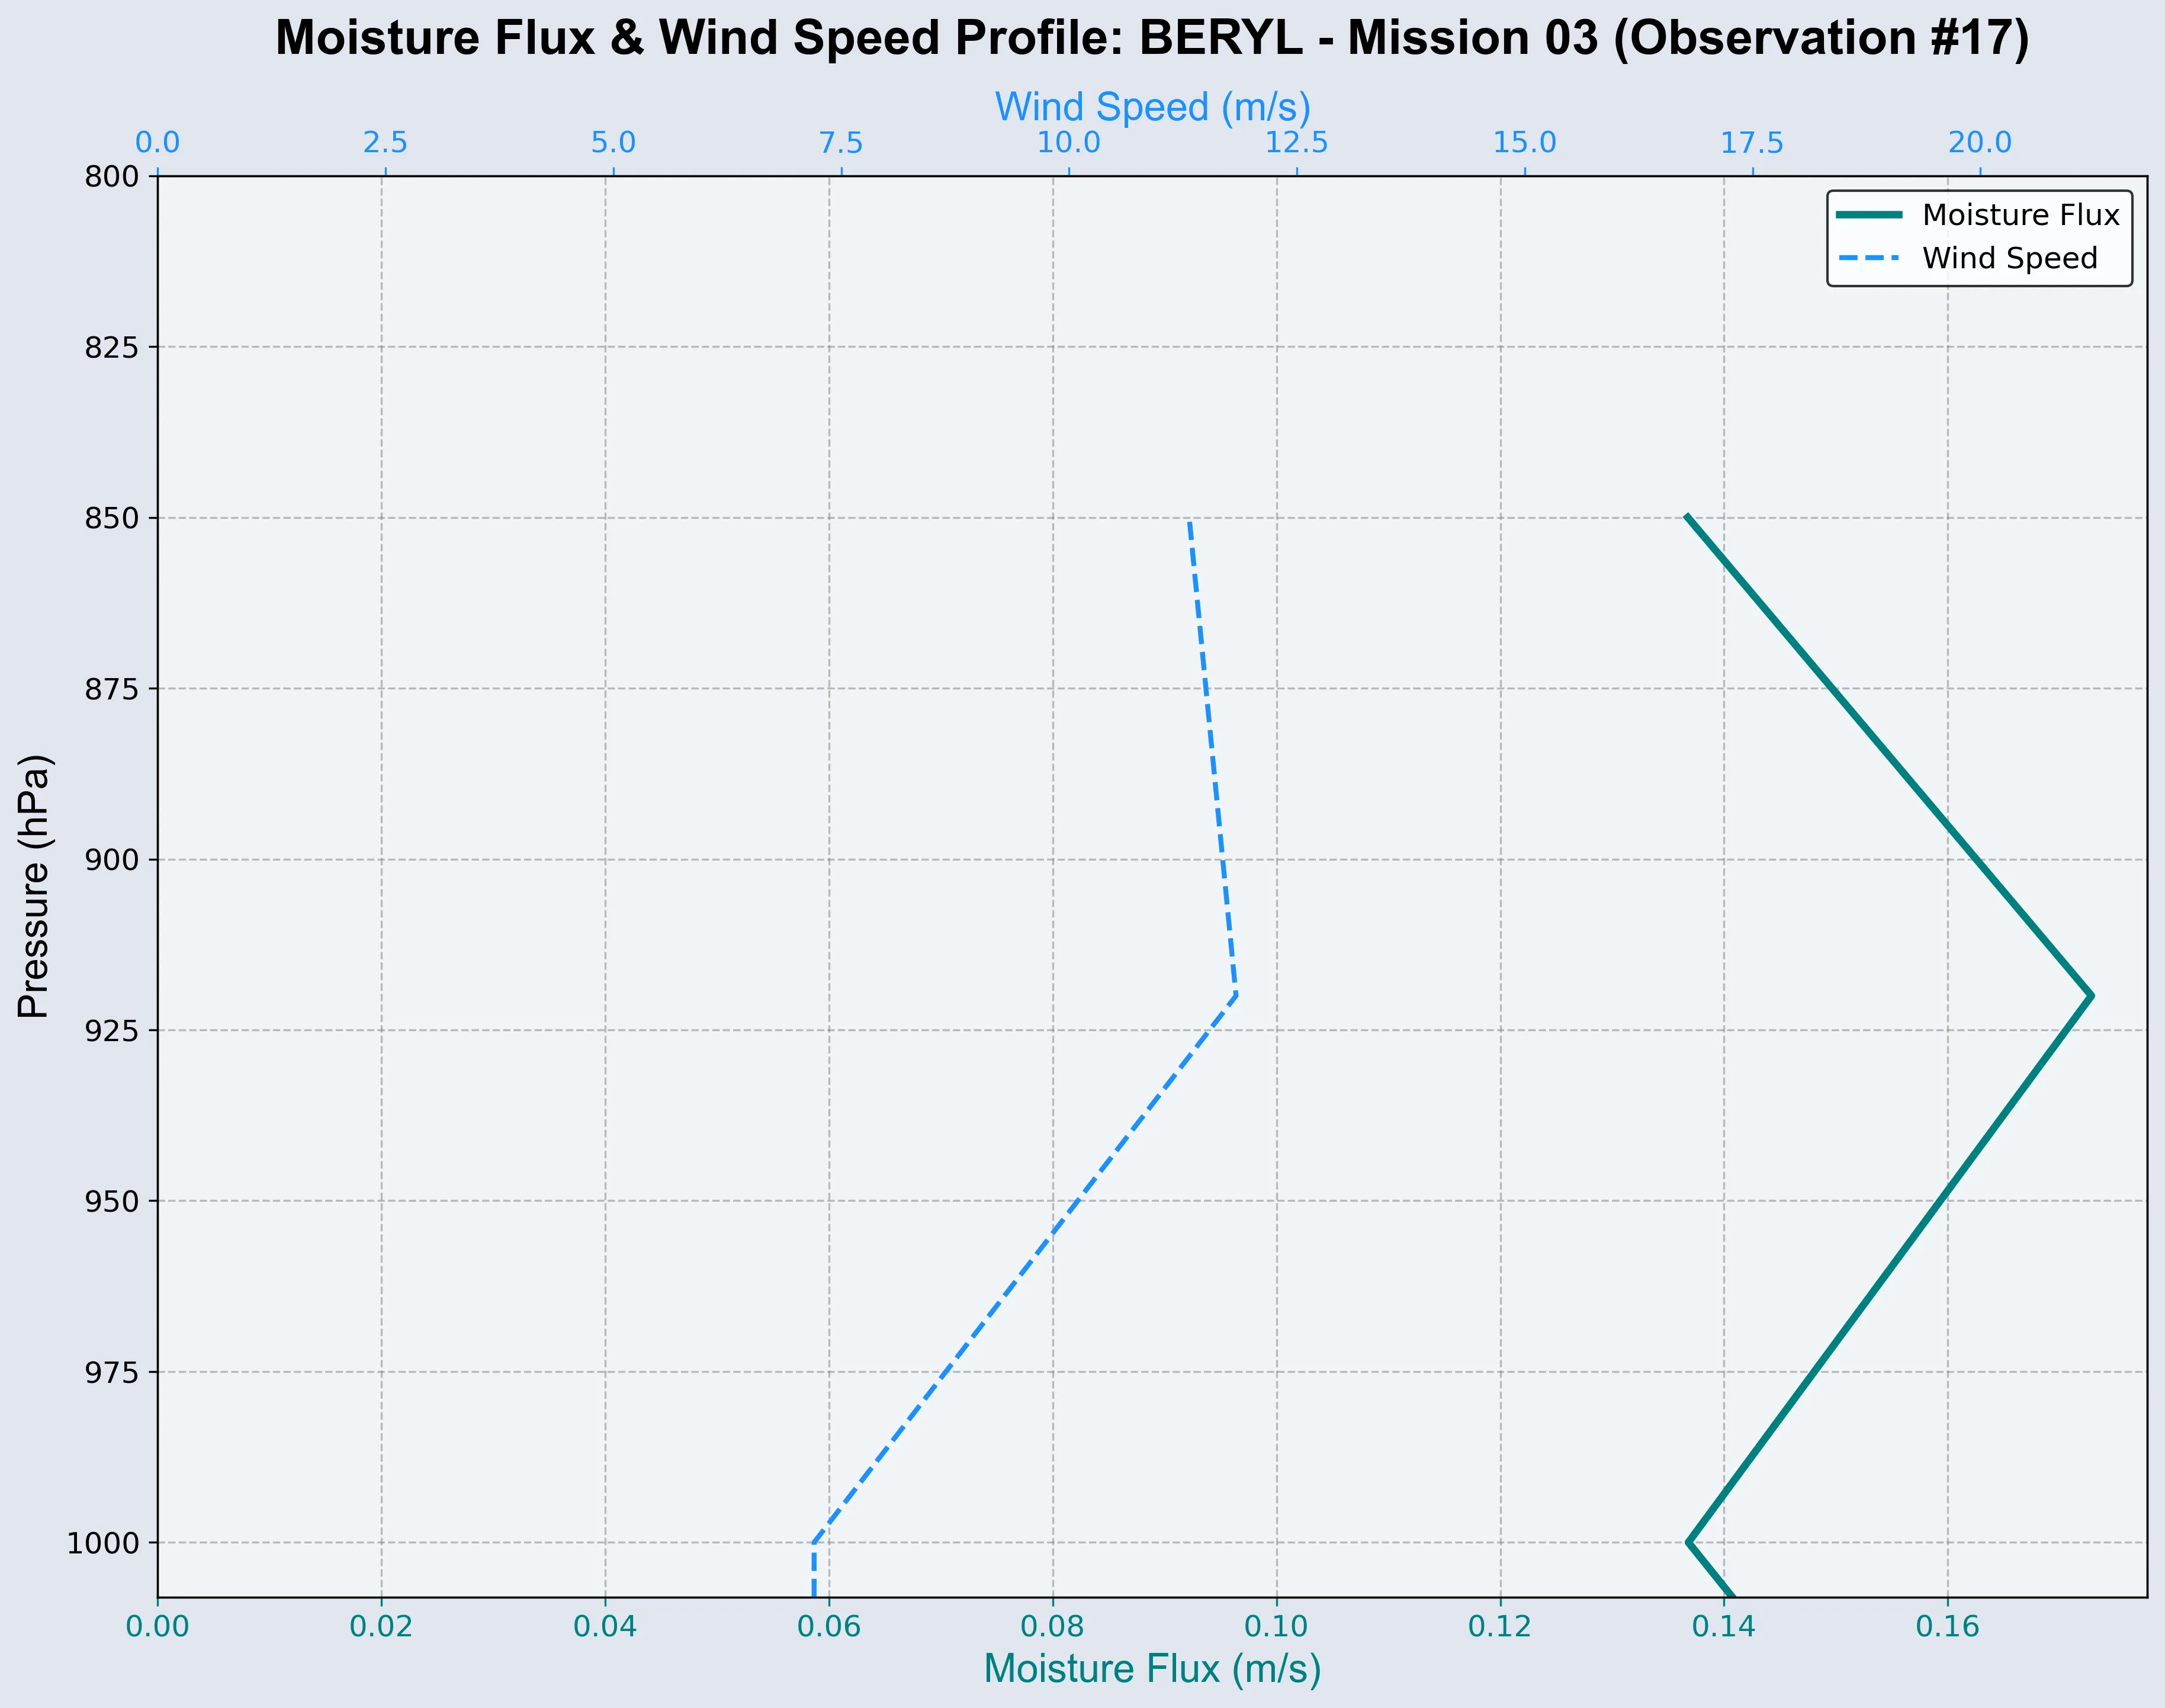 Moisture Flux & Wind Speed Profile: BERYL - Mission 03 (Observation #17)
Wind Speed (m/s)
0.0 2.5 5.0 7.5 10.0 12.5 15.0 17.5 20.0
Moisture Flux
Wind Speed
Pressure (hPa)
800
825
850
875
900
925
950
975
1000
0.00 0.02 0.04 0.06 0.08 0.10 0.12 0.14 0.16
Moisture Flux (m/s)